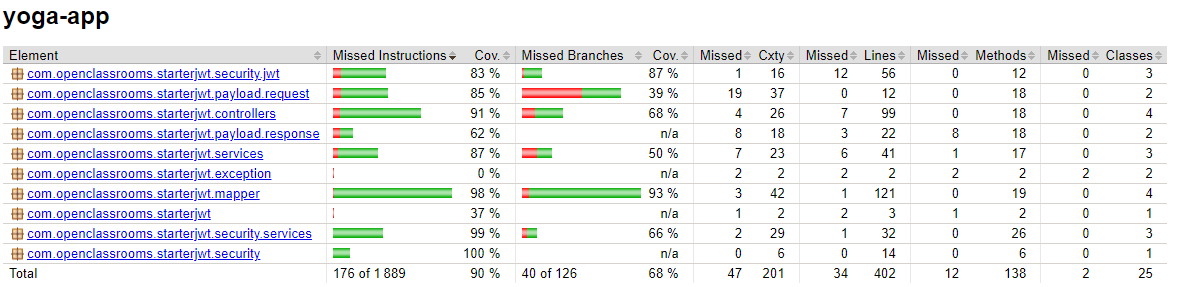 yoga-app
Element Missed Instructions Cov. Missed Branches Cov. Missed Cxty Missed Lines Missed Methods Missed Classes
com.openclassrooms.starterjwt.security.jwt 83 % 87 % 1 16 12 56 0 12 0 3
com.openclassrooms.starterjwt.payload.request 85 % 39 % 19 37 0 12 0 18 0 2
com.openclassrooms.starterjwt.controllers 91 % 68 % 4 26 7 99 0 18 0 4
com.openclassrooms.starterjwt.payload.response 62 % n/a 8 18 3 22 8 18 0 2
com.openclassrooms.starterjwt.services 87 % 50 % 7 23 6 41 1 17 0 3
com.openclassrooms.starterjwt.exception 0 % n/a 2 2 2 2 2 2 2 2
com.openclassrooms.starterjwt.mapper 98 % 93 % 3 42 1 121 0 19 0 4
com.openclassrooms.starterjwt 37 % n/a 1 2 2 3 1 2 0 1
com.openclassrooms.starterjwt.security.services 99 % 66 % 2 29 1 32 0 26 0 3
com.openclassrooms.starterjwt.security 100 % n/a 0 6 0 14 0 6 0 1
Total 176 of 1 889 90 % 40 of 126 68 % 47 201 34 402 12 138 2 25